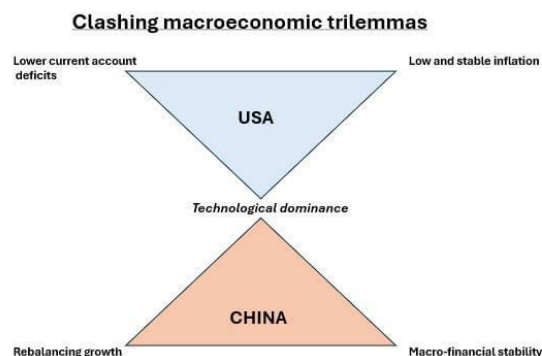 Clashing macroeconomic trilemmas
Lower current account
deficits
Low and stable inflation
USA
Technological dominance
CHINA
Rebalancing growth
Macro-financial stability